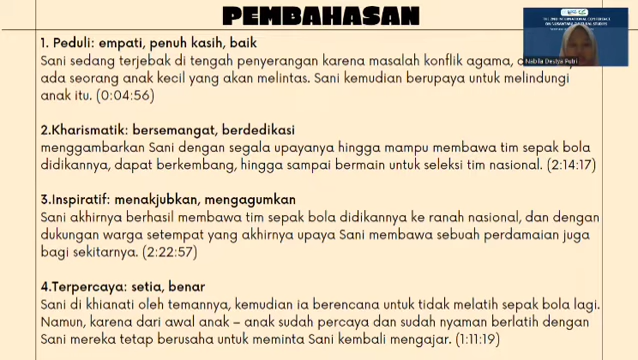 PEMBAHASAN
1. Peduli: empati, penuh kasih, baik
Sani sedang terjebak di tengah penyerangan karena masalah konflik agama,
ada seorang anak kecil yang akan melintas. Sani kemudian berupaya untuk melindungi
anak itu. (0:04:56)
2.Kharismatik: bersemangat, berdedikasi
menggambarkan Sani dengan segala upayanya hingga mampu membawa tim sepak bola
didikannya, dapat berkembang, hingga sampai bermain untuk seleksi tim nasional. (2:14:17)
3.Inspiratif: menakjubkan, mengagumkan
Sani akhirnya berhasil membawa tim sepak bola didikannya ke ranah nasional, dan dengan
dukungan warga setempat yang akhirnya upaya Sani membawa sebuah perdamaian juga
bagi sekitarnya. (2:22:57)
4.Terpercaya: setia, benar
Sani di khianati oleh temannya, kemudian ia berencana untuk tidak melatih sepak bola lagi.
Namun, karena dari awal anak – anak sudah percaya dan sudah nyaman berlatih dengan
Sani mereka tetap berusaha untuk meminta Sani kembali mengajar. (1:11:19)
Nabila Destya Putri